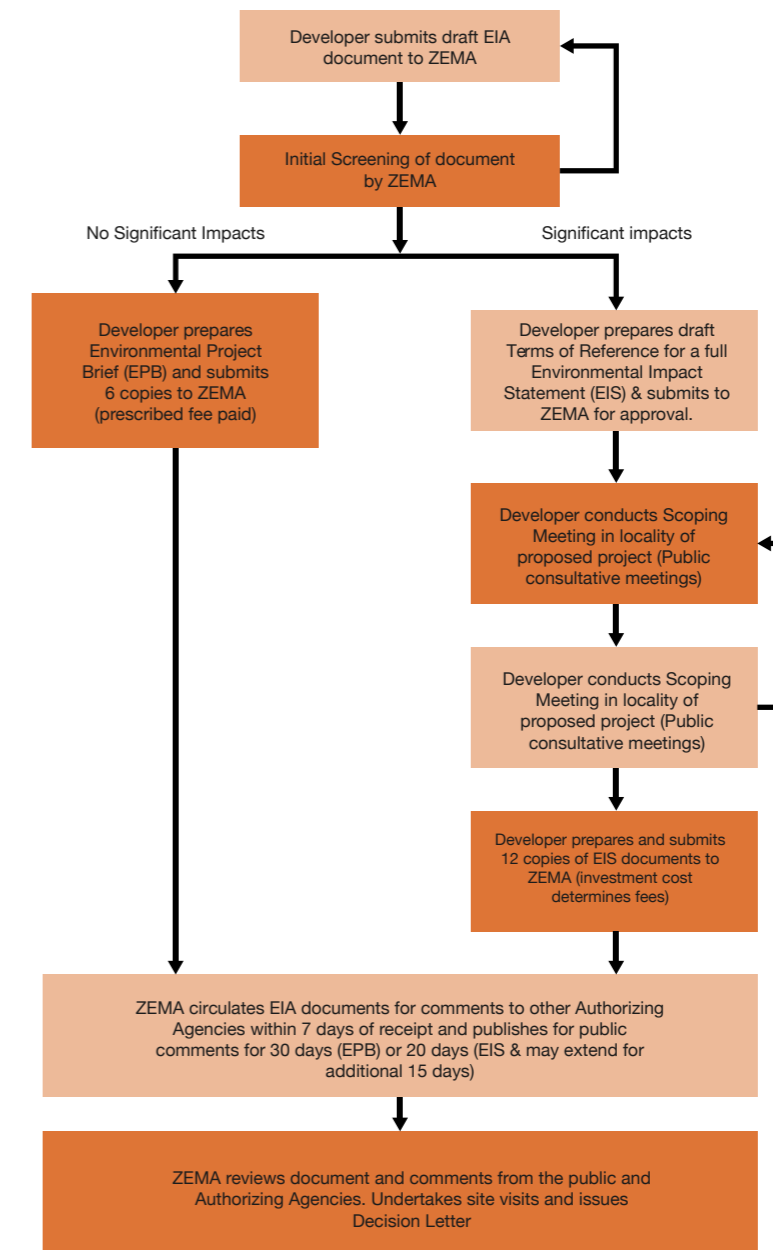 Developer submits draft EIA
document to ZEMA
Initial Screening of document
by ZEMA
No Significant Impacts
Significant impacts
Developer prepares
Environmental Project
Brief (EPB) and submits
6 copies to ZEMA
(prescribed fee paid)
Developer prepares draft
Terms of Reference for a full
Environmental Impact
Statement (EIS) & submits to
ZEMA for approval.
Developer conducts Scoping
Meeting in locality of
proposed project (Public
consultative meetings)
Developer conducts Scoping
Meeting in locality of
proposed project (Public
consultative meetings)
Developer prepares and submits
12 copies of EIS documents to
ZEMA (investment cost
determines fees)
ZEMA circulates EIA documents for comments to other Authorizing
Agencies within 7 days of receipt and publishes for public
comments for 30 days (EPB) or 20 days (EIS & may extend for
additional 15 days)
ZEMA reviews document and comments from the public and
Authorizing Agencies. Undertakes site visits and issues
Decision Letter